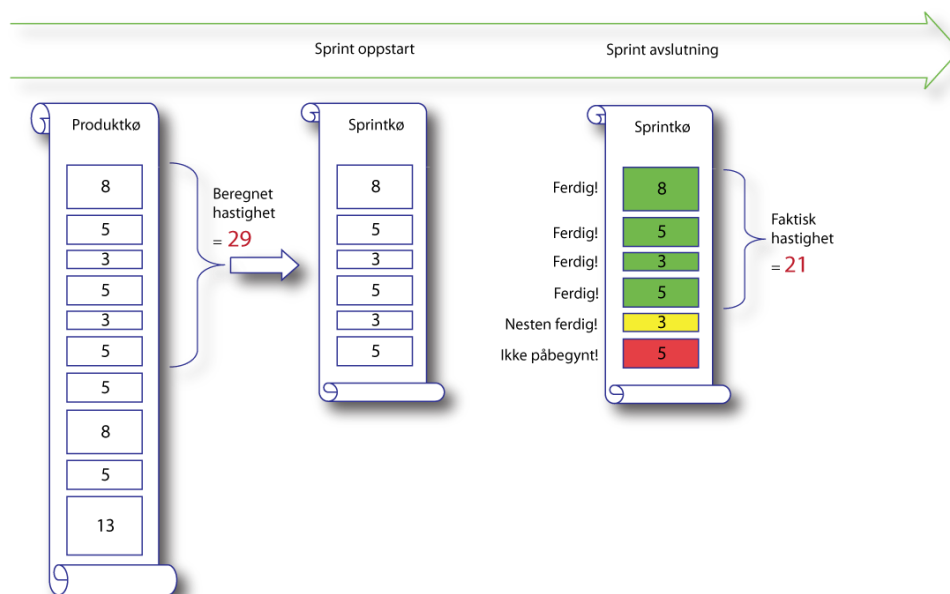 Sprint oppstart
Sprint avslutning
Produktkø
8
5
3
5
3
5
5
8
5
13
Beregnet
hastighet
= 29
Sprintkø
8
5
3
5
3
5
Sprintkø
Ferdig! 8
Ferdig! 5
Ferdig! 3
Ferdig! 5
Nesten ferdig! 3
Ikke påbegynt! 5
Faktisk
hastighet
= 21